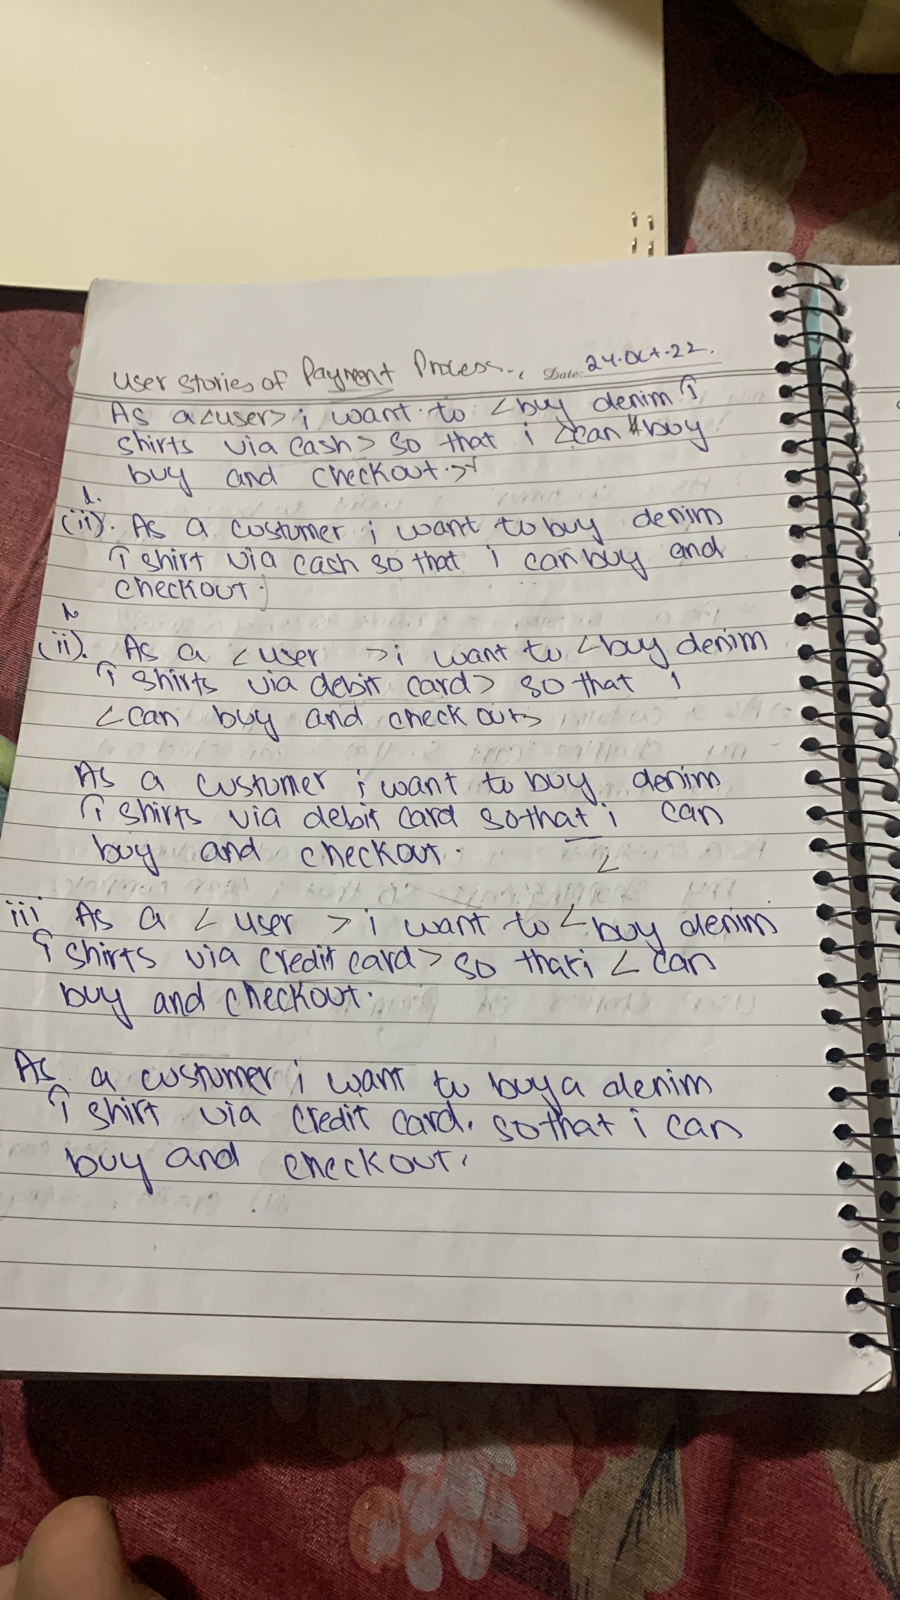 User Stories of Payment Process.. Date: 24.Oct.22.
As a <user> i want to <buy denim T
shirts via cash> so that i <can buy
buy and checkout.>
(ii). As a custumer i want to buy denim
T shirt via cash so that i can buy and
checkout.
(ii). As a < user > i want to <buy denim
T shirts via debit card> so that i
<can buy and check out>
As a custumer i want to buy denim
T shirts via debit card so that i can
buy and checkout.
iii As a < user > i want to <buy denim
T shirts via credit card> so that i < can
buy and checkout.
As a custumer i want to buy a denim
T shirt via credit card. so that i can
buy and checkout.